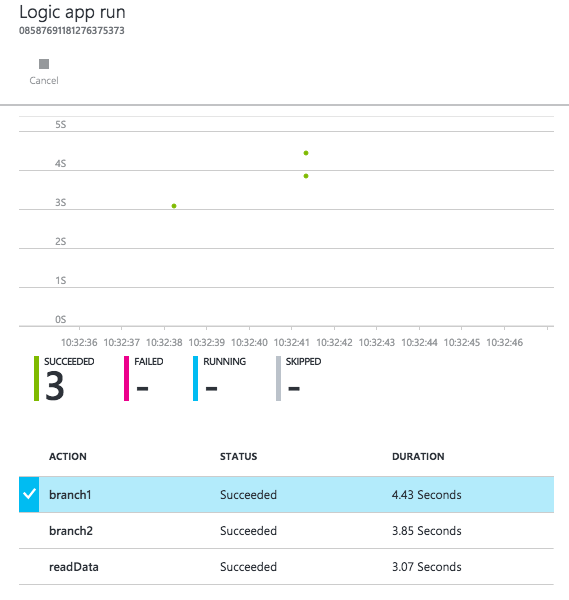 Logic app run
08587691181276375373
Cancel
5S
4S
3S
2S
1S
0S
10:32:36 10:32:37 10:32:38 10:32:39 10:32:40 10:32:41 10:32:42 10:32:43 10:32:44 10:32:45 10:32:46
SUCCEEDED FAILED RUNNING SKIPPED
3 - - -
ACTION STATUS DURATION
branch1 Succeeded 4.43 Seconds
branch2 Succeeded 3.85 Seconds
readData Succeeded 3.07 Seconds